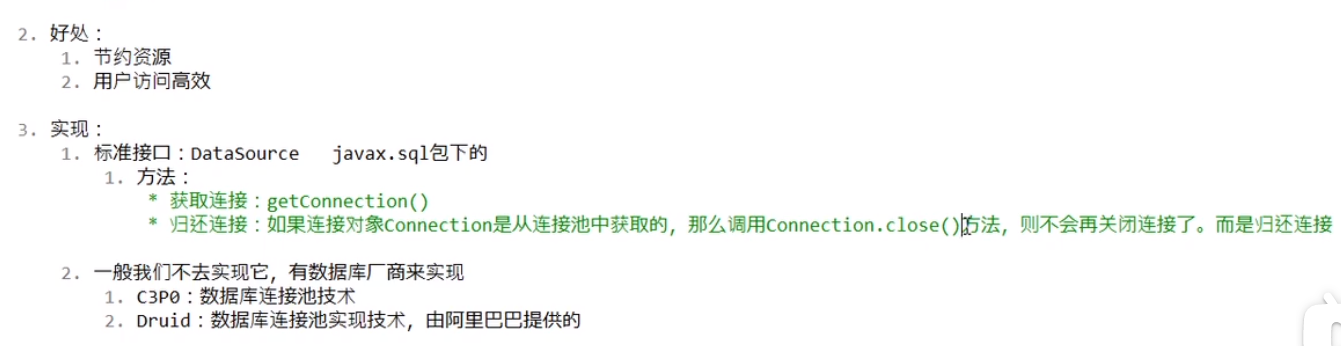 2. 好处：
1. 节约资源
2. 用户访问高效
3. 实现：
1. 标准接口：DataSource   javax.sql包下的
1. 方法：
* 获取连接：getConnection()
* 归还连接：如果连接对象Connection是从连接池中获取的，那么调用Connection.close()方法，则不会再关闭连接了。而是归还连接
2. 一般我们不去实现它，有数据库厂商来实现
1. C3P0：数据库连接池技术
2. Druid：数据库连接池实现技术，由阿里巴巴提供的